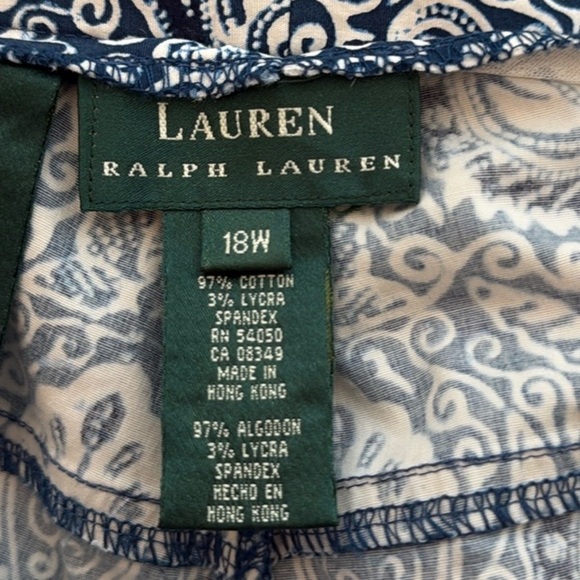 LAUREN
RALPH LAUREN
18W
97% COTTON
3% LYCRA
SPANDEX
RN 54050
CA 08349
MADE IN
HONG KONG
97% ALGODON
3% LYCRA
SPANDEX
HECHO EN
HONG KONG